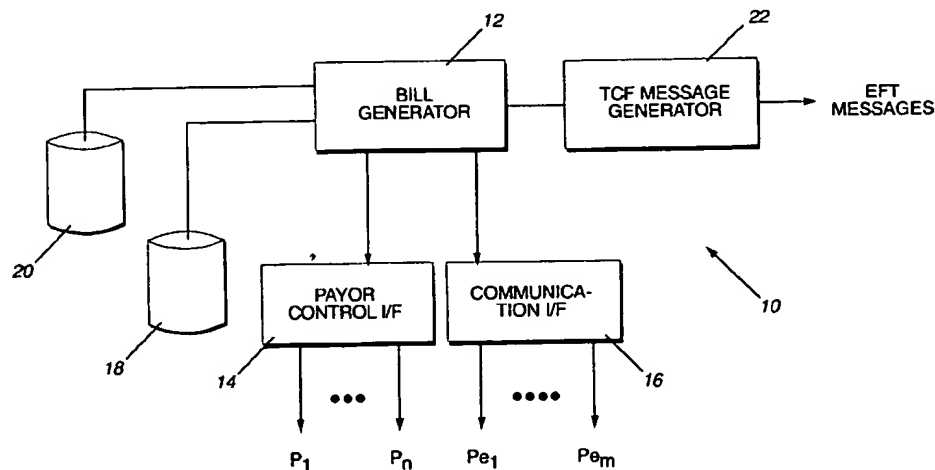 12
22
BILL
GENERATOR
TCF MESSAGE
GENERATOR
EFT
MESSAGES
20
18
PAYOR
CONTROL I/F
COMMUNICA-
TION I/F
10
14
16
P1
Pn
Pe1
Pem